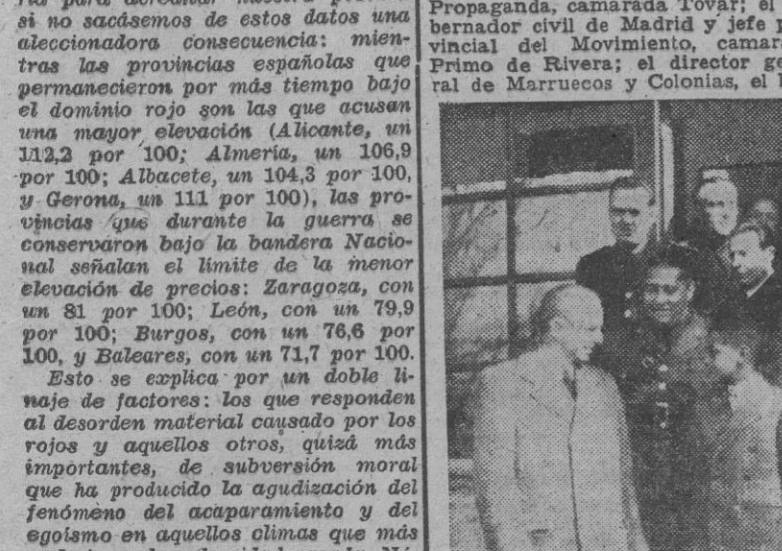 si no sacásemos de estos datos una
aleccionadora consecuencia: mien-
tras las provincias españolas que
permanecieron por más tiempo bajo
el dominio rojo son las que acusan
una mayor elevación (Alicante, un
112,2 por 100; Almería, un 106,9
por 100; Albacete, un 104,3 por 100,
y Gerona, un 111 por 100), las pro-
vincias que durante la guerra se
conservaron bajo la bandera Nacio-
nal señalan el límite de la menor
elevación de precios: Zaragoza, con
un 81 por 100; León, con un 79,9
por 100; Burgos, con un 76,6 por
100, y Baleares, con un 71,7 por 100.
Esto se explica por un doble li-
naje de factores: los que responden
al desorden material causado por los
rojos y aquellos otros, quizá más
importantes, de subversión moral
que ha producido la agudización del
fenómeno del acaparamiento y del
egoísmo en aquellos climas que más
Propaganda, camarada Tovar; el
bernador civil de Madrid y jefe
vincial del Movimiento, camar
Primo de Rivera; el director ge
ral de Marruecos y Colonias, el